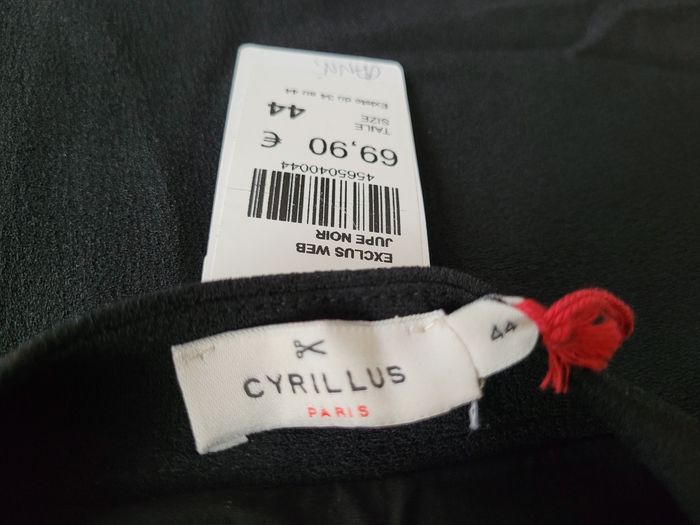 EXCLUS WEB
JUPE NOIR
4565040044
69,90 €
TAILLE
SIZE
44
Existe du 34 au 44
CYRILLUS
PARIS
44